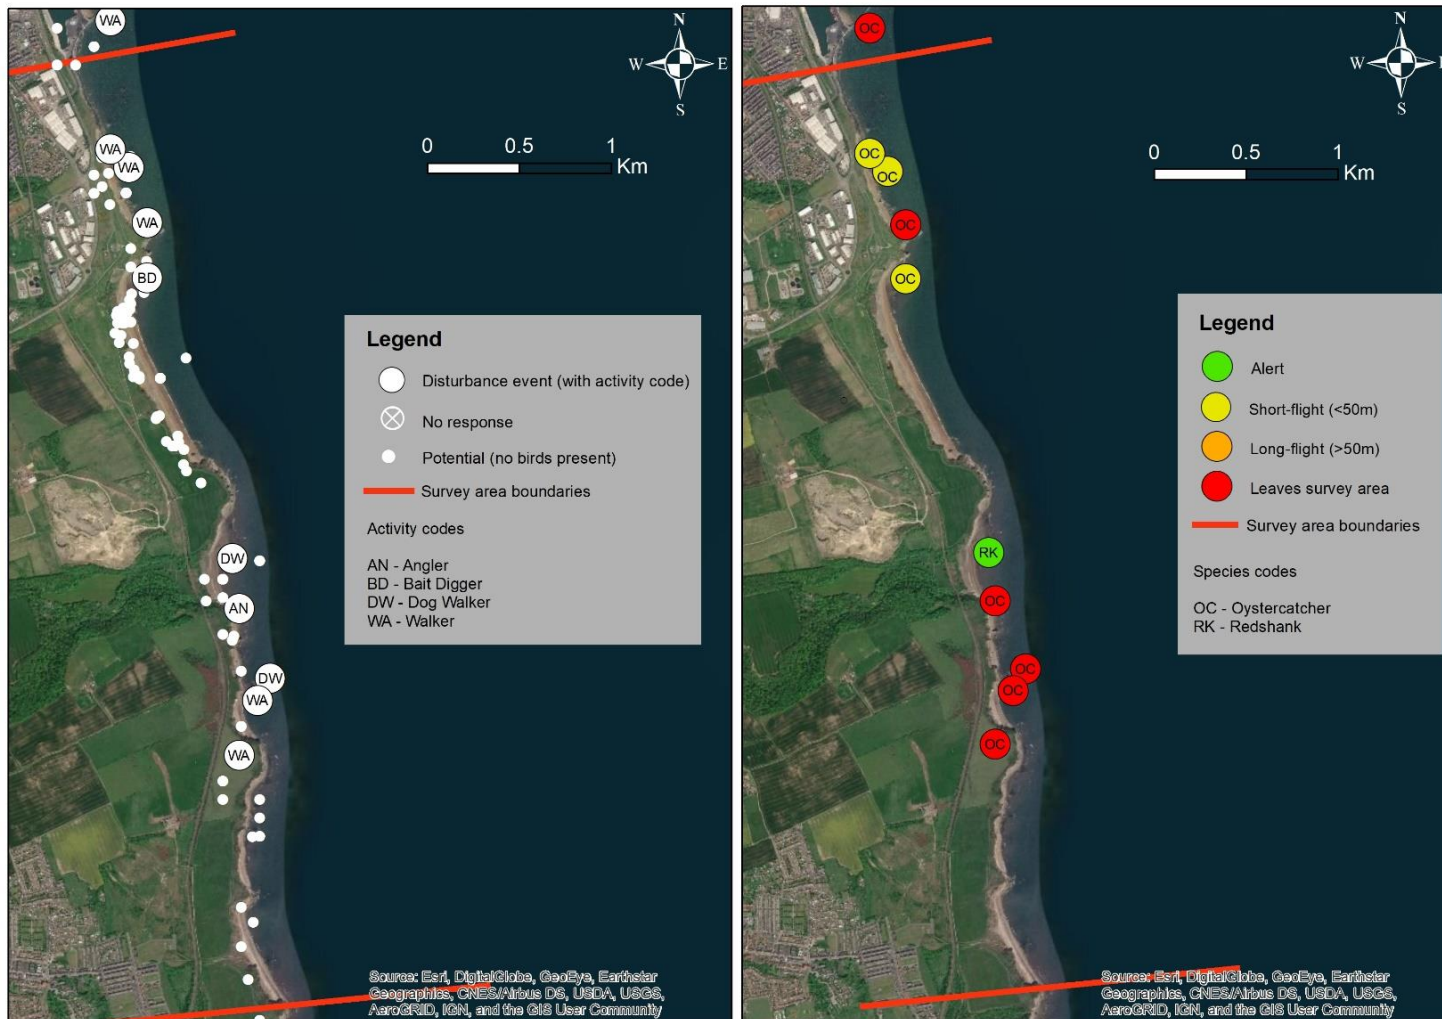 WA
N
W
E
S
0
0.5
1
Km
WA
WA
WA
BD
Legend
Disturbance event (with activity code)
No response
Potential (no birds present)
Survey area boundaries
Activity codes
AN - Angler
BD - Bait Digger
DW - Dog Walker
WA - Walker
DW
AN
DW
WA
WA
Source: Esri, DigitalGlobe, GeoEye, Earthstar
Geographics, CNES/Airbus DS, USDA, USGS,
AeroGRID, IGN, and the GIS User Community
OC
N
W
S
0
0.5
1
Km
OC
OC
OC
OC
Legend
Alert
Short-flight (<50m)
Long-flight (>50m)
Leaves survey area
Survey area boundaries
Species codes
OC - Oystercatcher
RK - Redshank
RK
OC
OC
OC
OC
Source: Esri, DigitalGlobe, GeoEye, Earthstar
Geographics, CNES/Airbus DS, USDA, USGS,
AeroGRID, IGN, and the GIS User Community